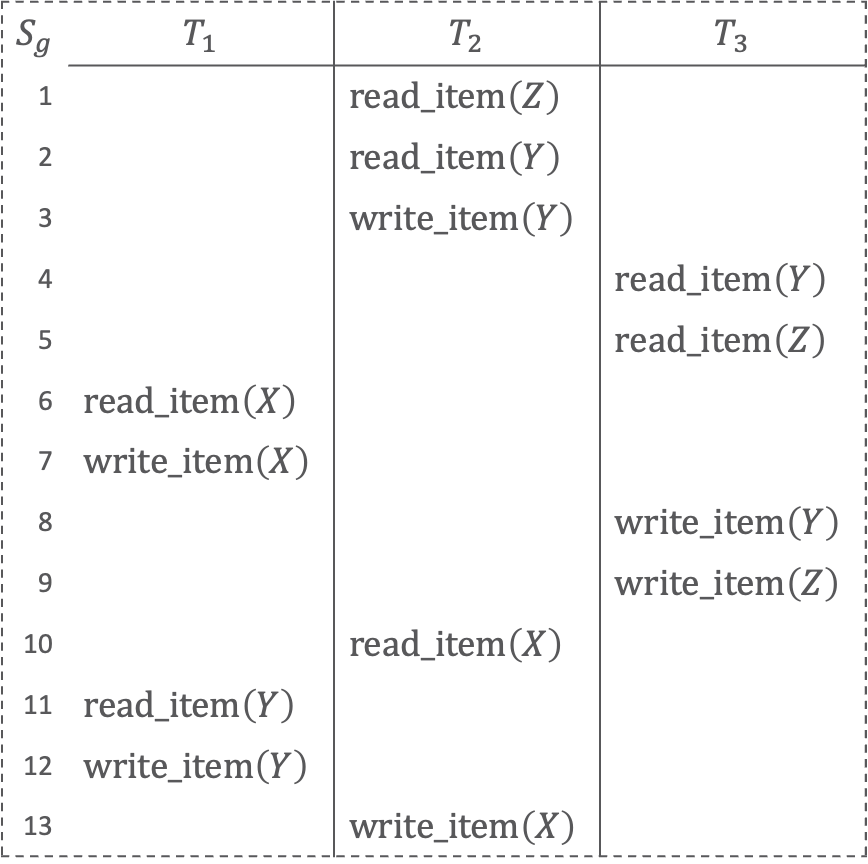 S_g T_1 T_2 T_3
1 read_item(Z)
2 read_item(Y)
3 write_item(Y)
4 read_item(Y)
5 read_item(Z)
6 read_item(X)
7 write_item(X)
8 write_item(Y)
9 write_item(Z)
10 read_item(X)
11 read_item(Y)
12 write_item(Y)
13 write_item(X)